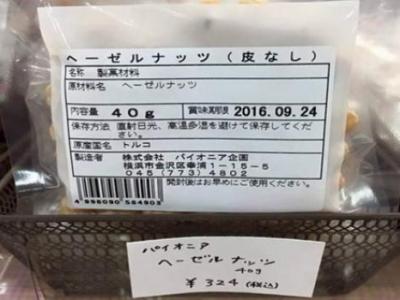 ヘーゼルナッツ(皮なし)
名称 製菓材料
原材料名 ヘーゼルナッツ
内容量 40g 賞味期限 2016.09.24
保存方法 直射日光、高温多湿を避けて保存してくだ
さい。
原産国名 トルコ
製造者 株式会社 パイオニア企画
横浜市金沢区幸浦1-15-5
045(773)4802
開封後はお早めにご使用ください。
4996090564903
パイオニア
ヘーゼルナッツ
40g
¥324(税込)